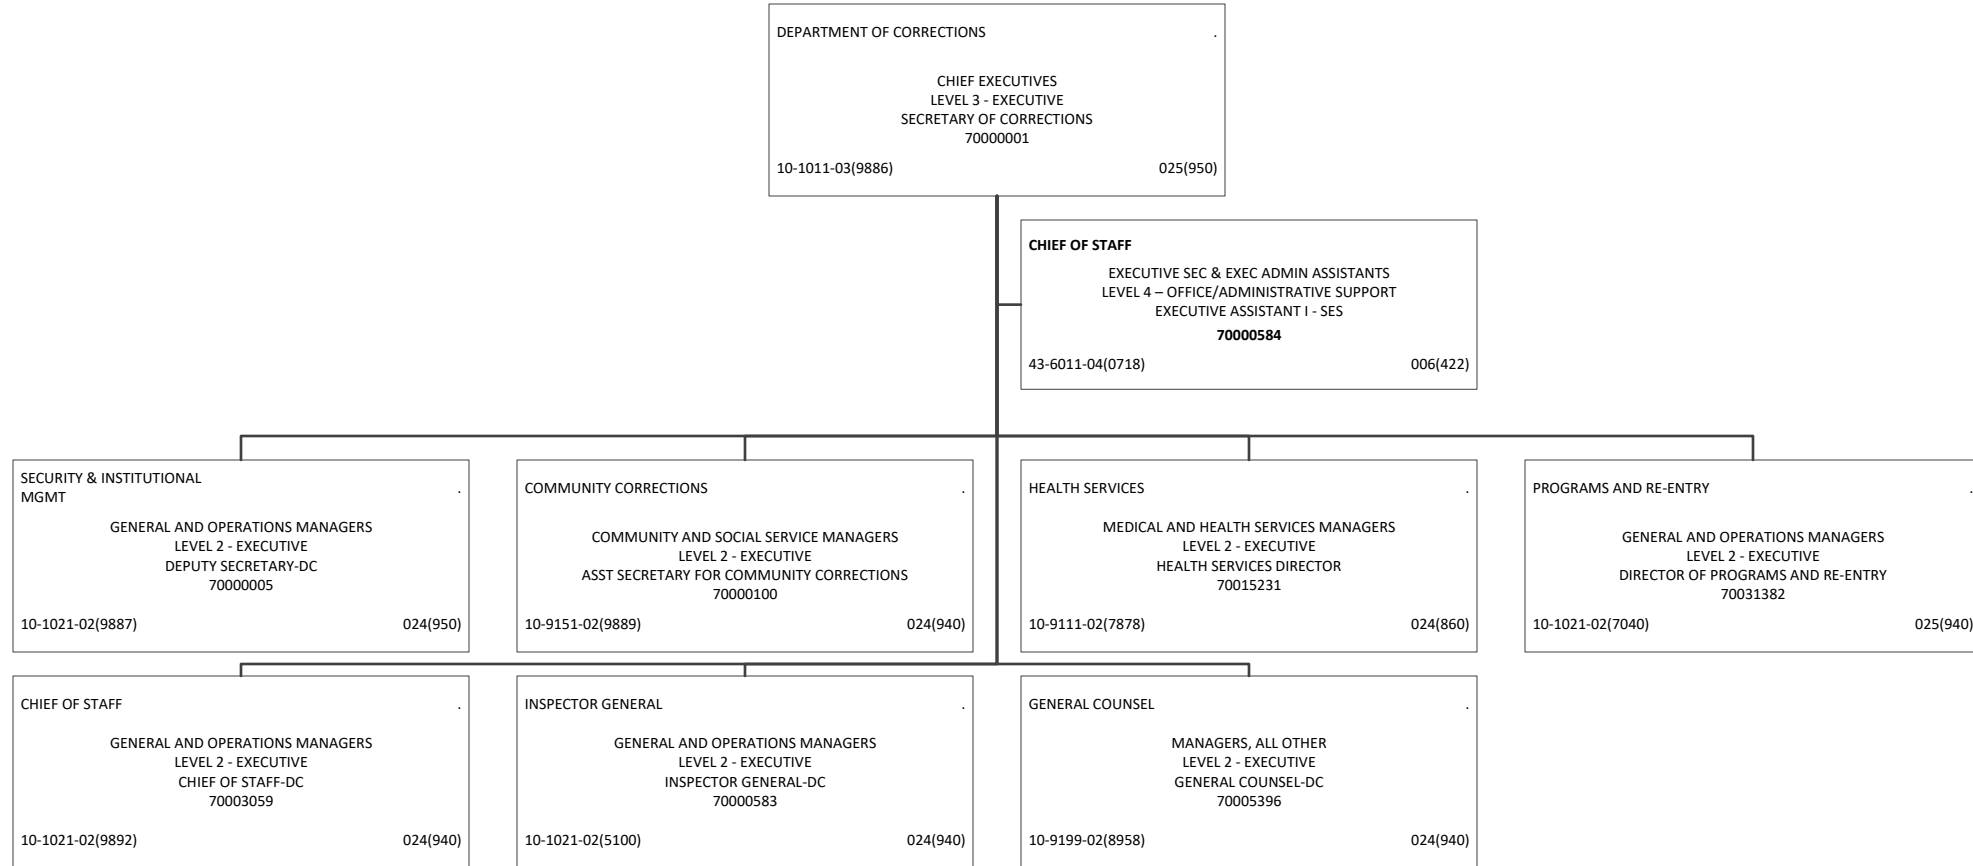 DEPARTMENT OF CORRECTIONS .
CHIEF EXECUTIVES
LEVEL 3 - EXECUTIVE
SECRETARY OF CORRECTIONS
70000001
10-1011-03(9886) 025(950)
CHIEF OF STAFF
EXECUTIVE SEC & EXEC ADMIN ASSISTANTS
LEVEL 4 – OFFICE/ADMINISTRATIVE SUPPORT
EXECUTIVE ASSISTANT I - SES
70000584
43-6011-04(0718) 006(422)
SECURITY & INSTITUTIONAL
MGMT .
GENERAL AND OPERATIONS MANAGERS
LEVEL 2 - EXECUTIVE
DEPUTY SECRETARY-DC
70000005
10-1021-02(9887) 024(950)
COMMUNITY CORRECTIONS .
COMMUNITY AND SOCIAL SERVICE MANAGERS
LEVEL 2 - EXECUTIVE
ASST SECRETARY FOR COMMUNITY CORRECTIONS
70000100
10-9151-02(9889) 024(940)
HEALTH SERVICES .
MEDICAL AND HEALTH SERVICES MANAGERS
LEVEL 2 - EXECUTIVE
HEALTH SERVICES DIRECTOR
70015231
10-9111-02(7878) 024(860)
PROGRAMS AND RE-ENTRY .
GENERAL AND OPERATIONS MANAGERS
LEVEL 2 - EXECUTIVE
DIRECTOR OF PROGRAMS AND RE-ENTRY
70031382
10-1021-02(7040) 025(940)
CHIEF OF STAFF .
GENERAL AND OPERATIONS MANAGERS
LEVEL 2 - EXECUTIVE
CHIEF OF STAFF-DC
70003059
10-1021-02(9892) 024(940)
INSPECTOR GENERAL .
GENERAL AND OPERATIONS MANAGERS
LEVEL 2 - EXECUTIVE
INSPECTOR GENERAL-DC
70000583
10-1021-02(5100) 024(940)
GENERAL COUNSEL .
MANAGERS, ALL OTHER
LEVEL 2 - EXECUTIVE
GENERAL COUNSEL-DC
70005396
10-9199-02(8958) 024(940)